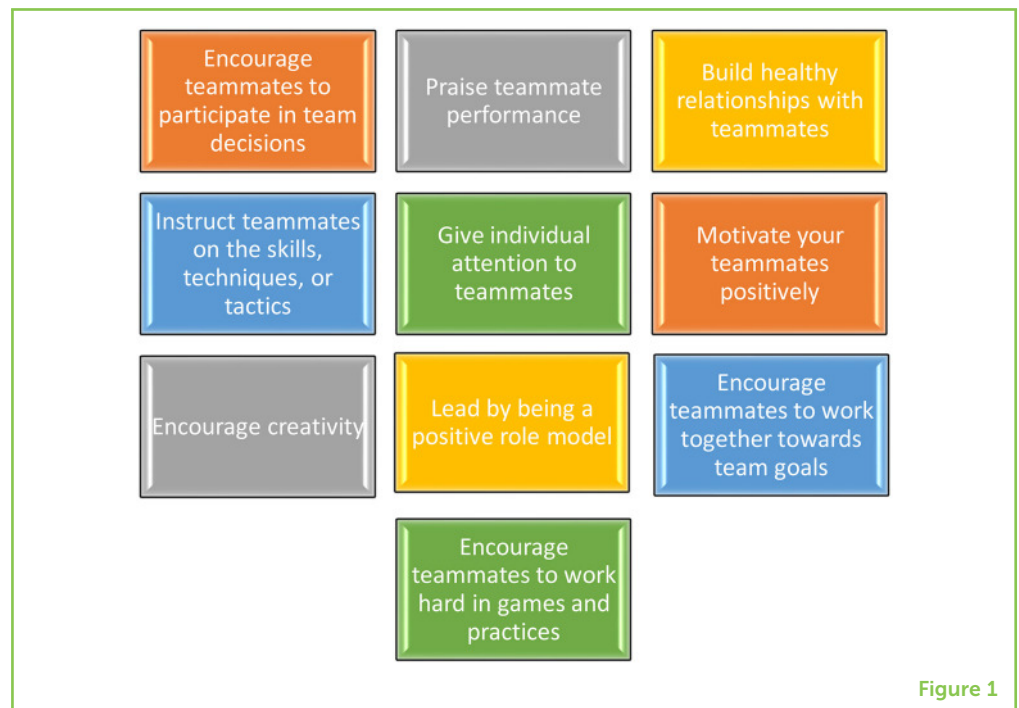 Encourage
teammates to
participate in team
decisions
Praise teammate
performance
Build healthy
relationships with
teammates
Instruct teammates
on the skills,
techniques, or
tactics
Give individual
attention to
teammates
Motivate your
teammates
positively
Encourage creativity
Lead by being a
positive role model
Encourage
teammates to work
together towards
team goals
Encourage
teammates to work
hard in games and
practices
Figure 1